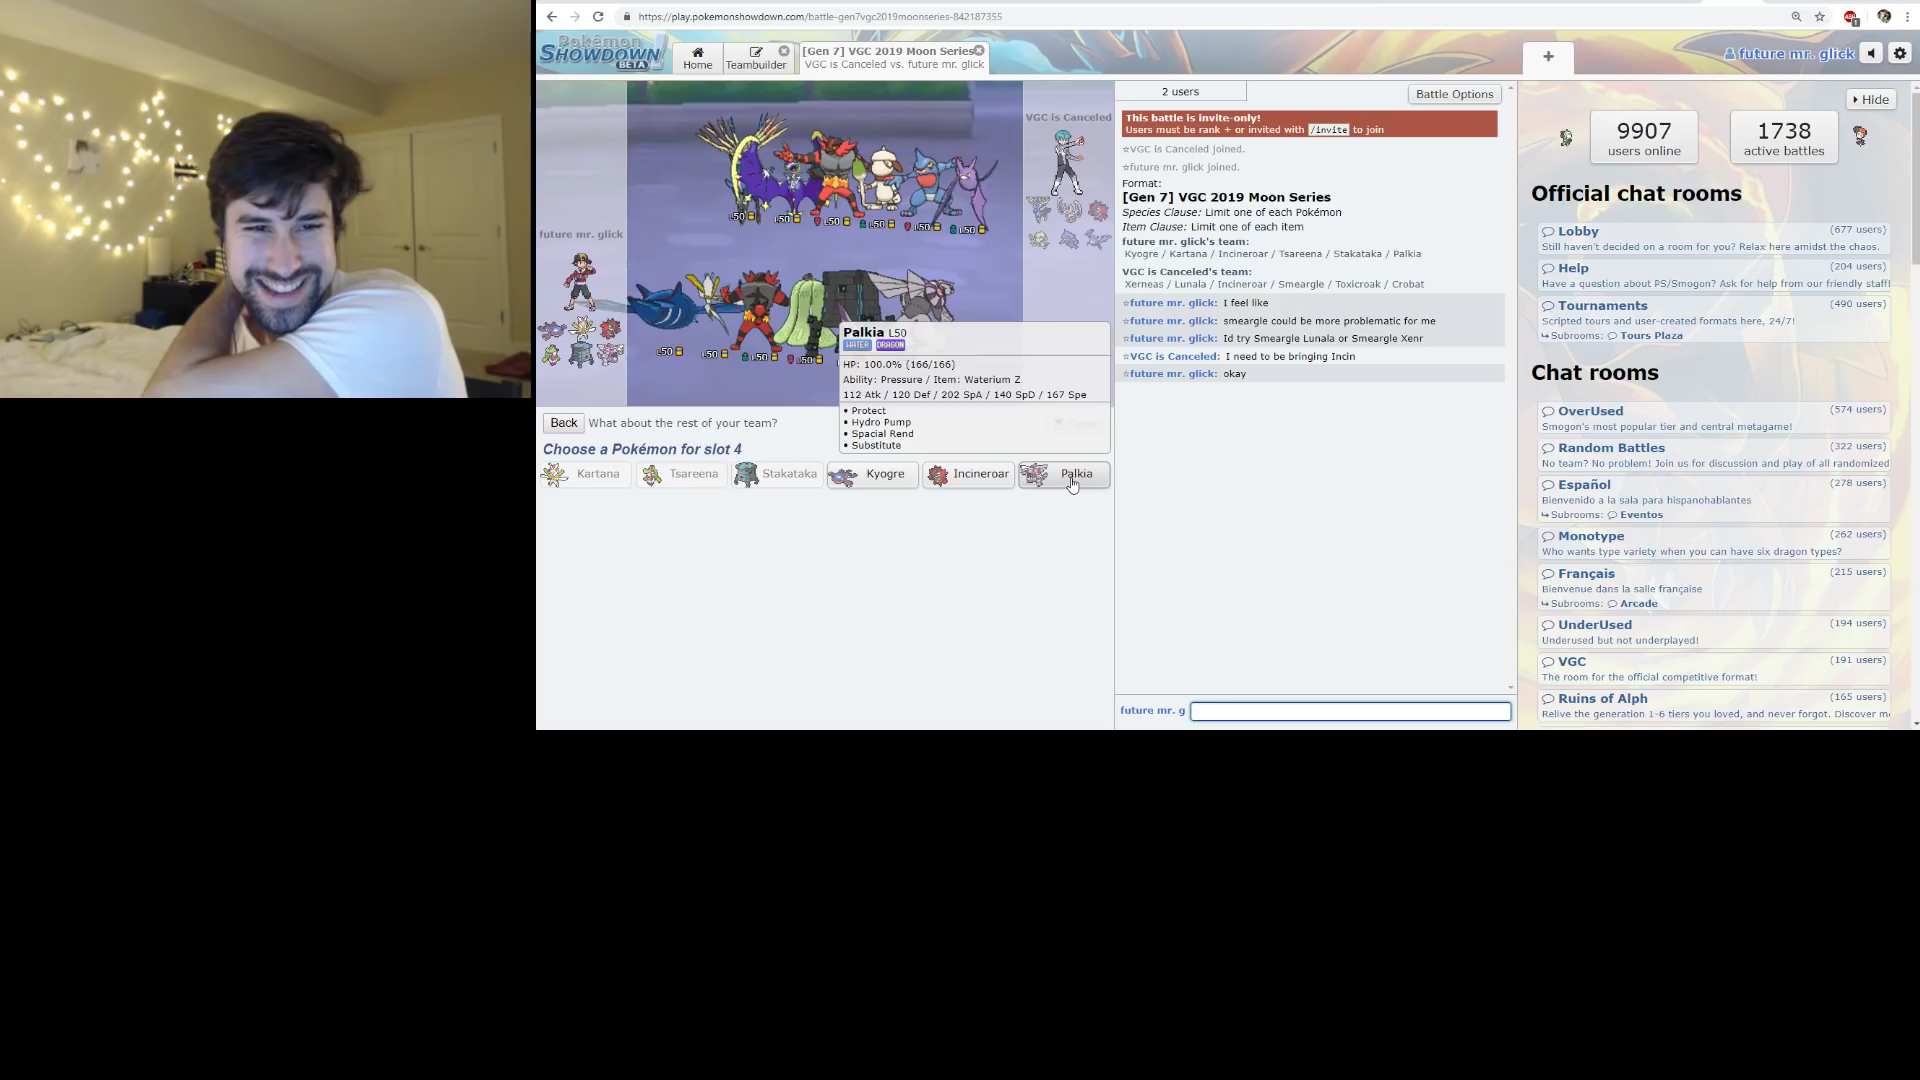 https://play.pokemonshowdown.com/battle-gen7vgc2019moonseries-842187355
Pokémon
SHOWDOWN
BETA
Home
Teambuilder
[Gen 7] VGC 2019 Moon Series
VGC is Canceled vs. future mr. glick
+
future mr. glick
VGC is Canceled
future mr. glick
L50
L50
L50
L50
L50
L50
L50
L50
L50
L50
Palkia L50
WATER DRAGON
HP: 100.0% (166/166)
Ability: Pressure / Item: Waterium Z
112 Atk / 120 Def / 202 SpA / 140 SpD / 167 Spe
• Protect
• Hydro Pump
• Spacial Rend
• Substitute
Back What about the rest of your team?
Choose a Pokémon for slot 4
Kartana Tsareena Stakataka Kyogre Incineroar Palkia
2 users
Battle Options
This battle is invite-only!
Users must be rank + or invited with /invite to join
☆VGC is Canceled joined.
☆future mr. glick joined.
Format:
[Gen 7] VGC 2019 Moon Series
Species Clause: Limit one of each Pokémon
Item Clause: Limit one of each item
future mr. glick's team:
Kyogre / Kartana / Incineroar / Tsareena / Stakataka / Palkia
VGC is Canceled's team:
Xerneas / Lunala / Incineroar / Smeargle / Toxicroak / Crobat
☆future mr. glick: I feel like
☆future mr. glick: smeargle could be more problematic for me
☆future mr. glick: Id try Smeargle Lunala or Smeargle Xenr
☆VGC is Canceled: I need to be bringing Incin
☆future mr. glick: okay
future mr. g
Hide
9907
users online
1738
active battles
Official chat rooms
Lobby (677 users)
Still haven't decided on a room for you? Relax here amidst the chaos.
Help (204 users)
Have a question about PS/Smogon? Ask for help from our friendly staff!
Tournaments (490 users)
Scripted tours and user-created formats here, 24/7!
Subrooms: Tours Plaza
Chat rooms
OverUsed (574 users)
Smogon's most popular tier and central metagame!
Random Battles (322 users)
No team? No problem! Join us for discussion and play of all randomized
Español (278 users)
Bienvenido a la sala para hispanohablantes
Subrooms: Eventos
Monotype (262 users)
Who wants type variety when you can have six dragon types?
Français (215 users)
Bienvenue dans la salle française
Subrooms: Arcade
UnderUsed (194 users)
Underused but not underplayed!
VGC (191 users)
The room for the official competitive format!
Ruins of Alph (165 users)
Relive the generation 1-6 tiers you loved, and never forgot. Discover